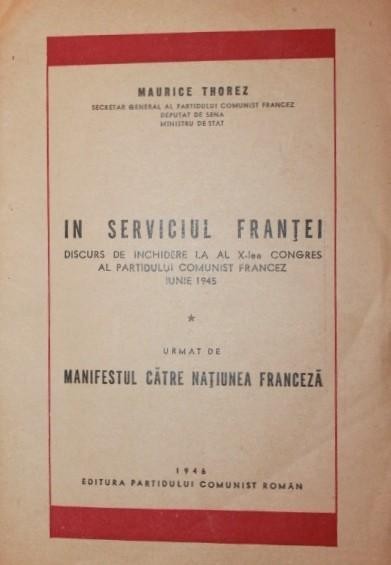 MAURICE THOREZ
SECRETAR GENERAL AL PARTIDULUI COMUNIST FRANCEZ
DEPUTAT DE SENA
MINISTRU DE STAT
IN SERVICIUL FRANȚEI
DISCURS DE INCHIDERE LA AL X-lea CONGRES
AL PARTIDULUI COMUNIST FRANCEZ
IUNIE 1945
*
URMAT DE
MANIFESTUL CĂTRE NAȚIUNEA FRANCEZĂ
1946
EDITURA PARTIDULUI COMUNIST ROMÂN